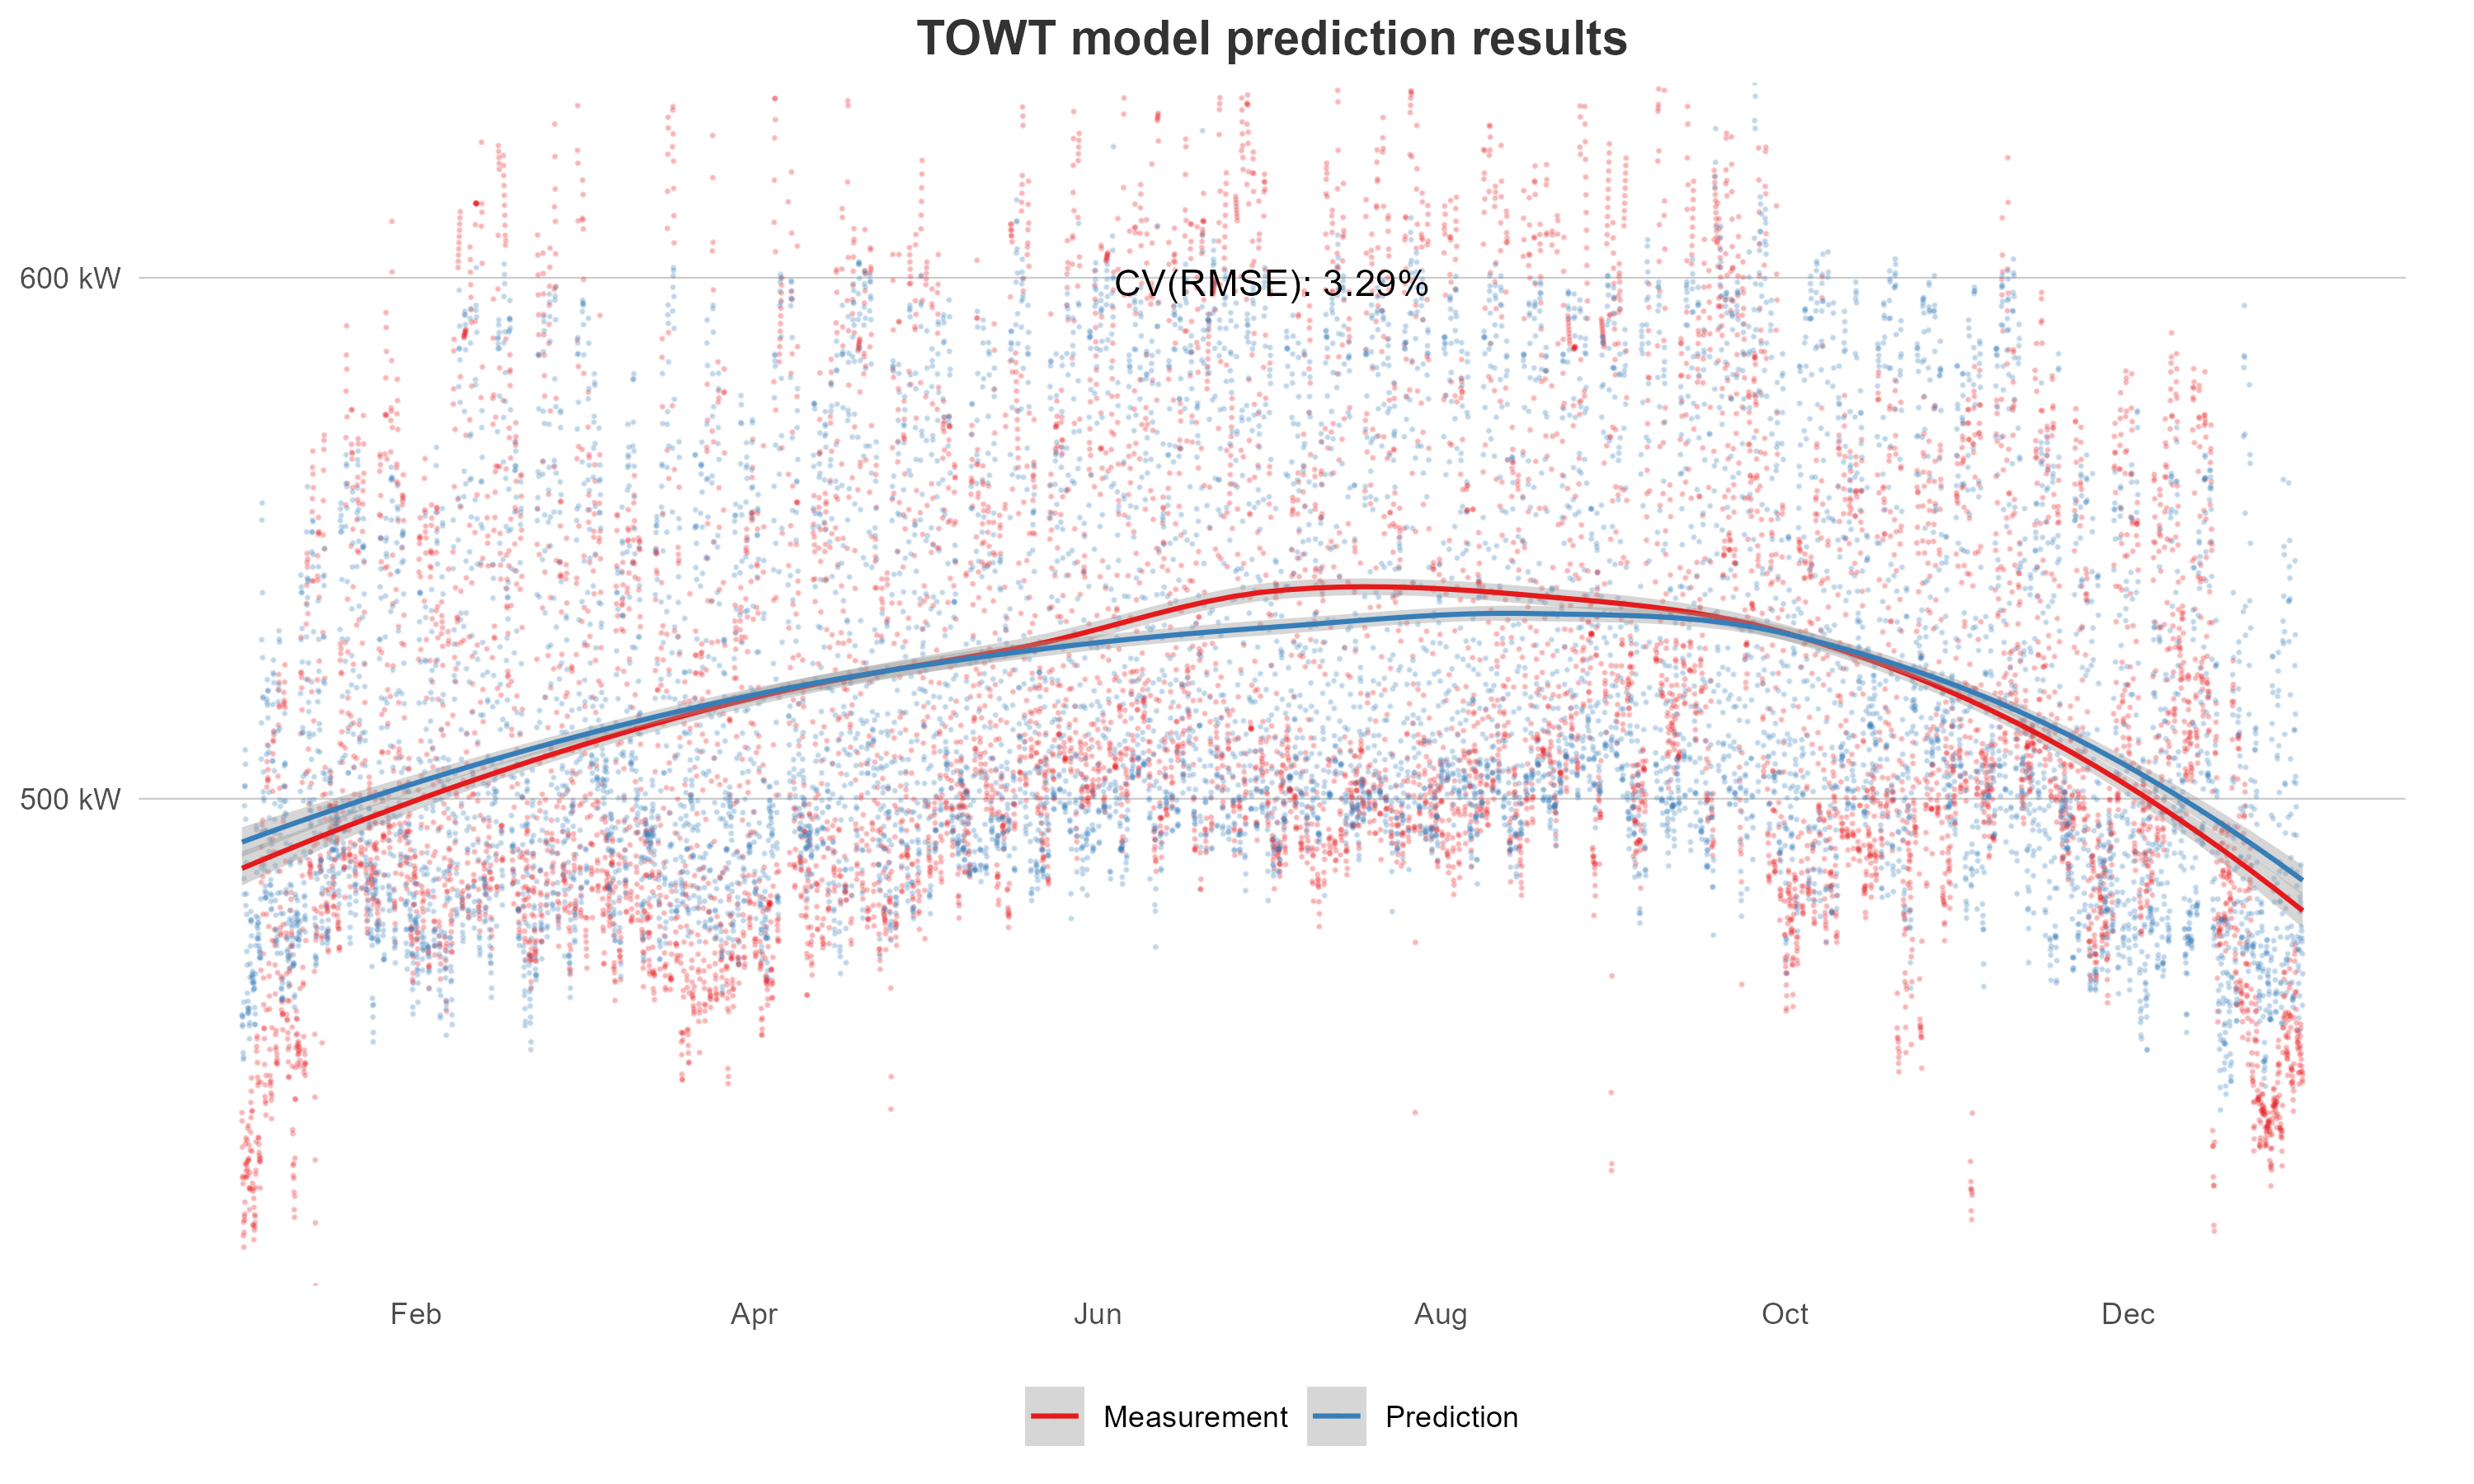 TOWT model prediction results
600 kW
CV(RMSE): 3.29%
500 kW
Feb Apr Jun Aug Oct Dec
Measurement Prediction